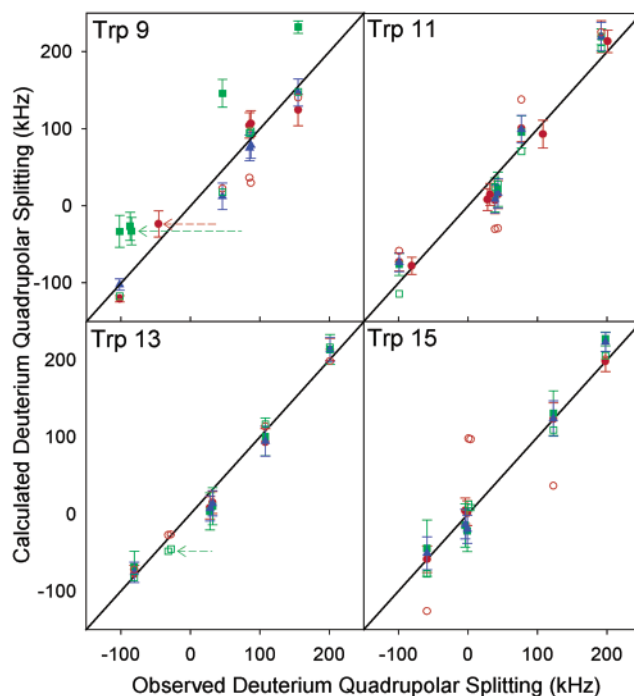 Trp 9
Trp 11
200
100
0
-100
Trp 13
Trp 15
200
100
0
-100
-100 0 100 200
-100 0 100 200
Calculated Deuterium Quadrupolar Splitting (kHz)
Observed Deuterium Quadrupolar Splitting (kHz)